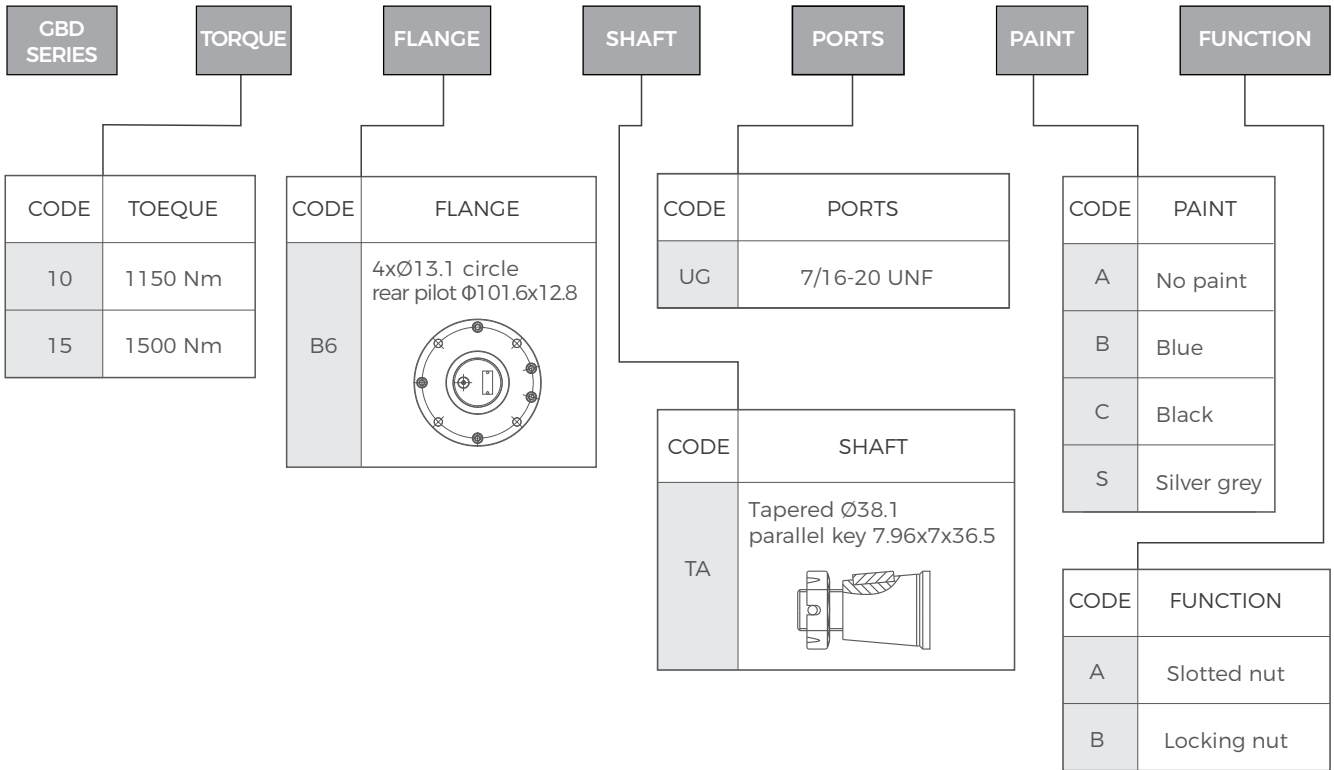 GBD
SERIES
TORQUE
FLANGE
SHAFT
PORTS
PAINT
FUNCTION
CODE TOEQUE
10 1150 Nm
15 1500 Nm
CODE FLANGE
B6
4xØ13.1 circle
rear pilot Φ101.6x12.8
CODE PORTS
UG 7/16-20 UNF
CODE SHAFT
TA
Tapered Ø38.1
parallel key 7.96x7x36.5
CODE PAINT
A No paint
B Blue
C Black
S Silver grey
CODE FUNCTION
A Slotted nut
B Locking nut